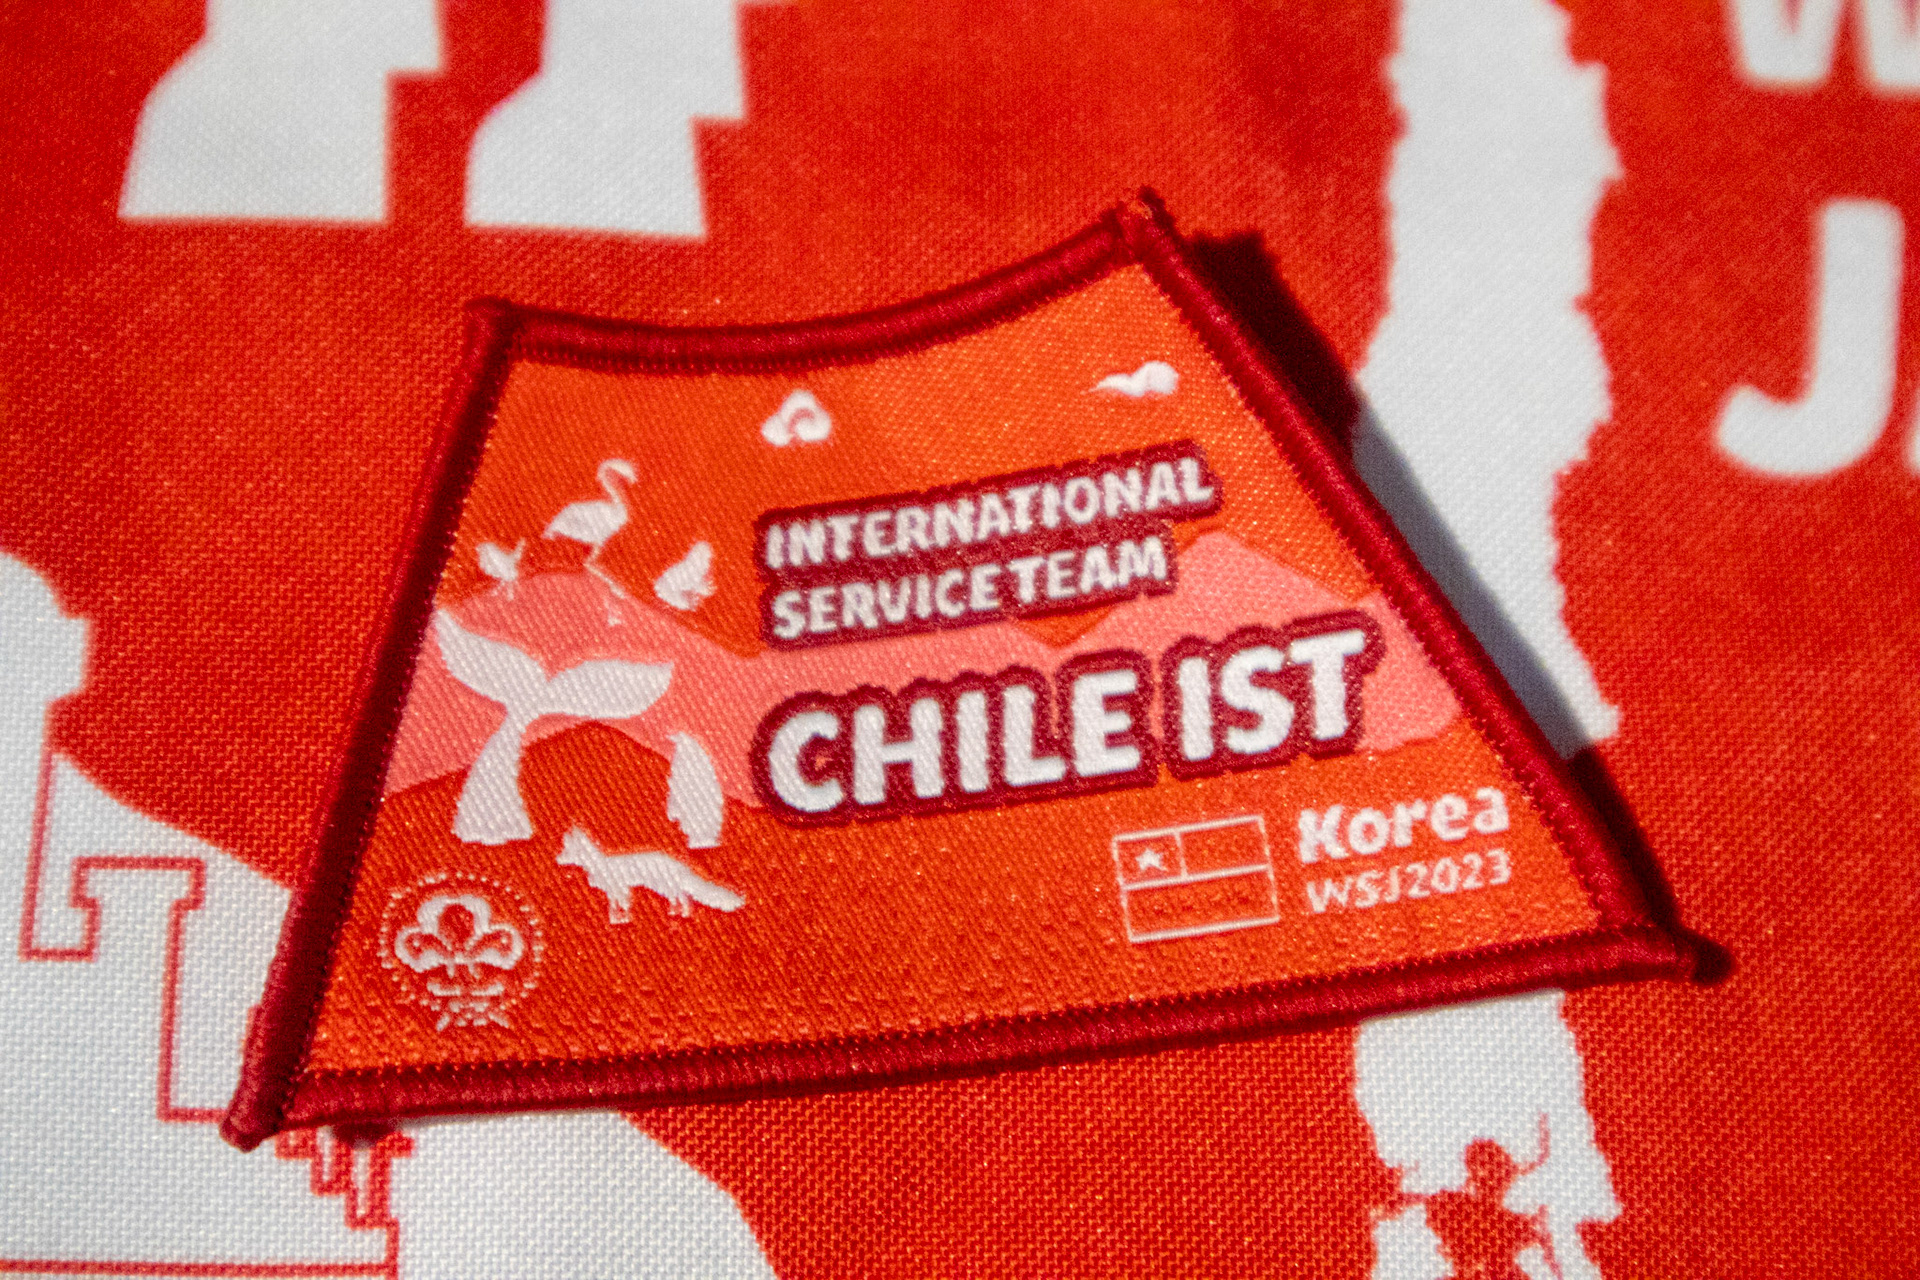 INTERNATIONAL
SERVICE TEAM
CHILE IST
Korea
WSJ2023